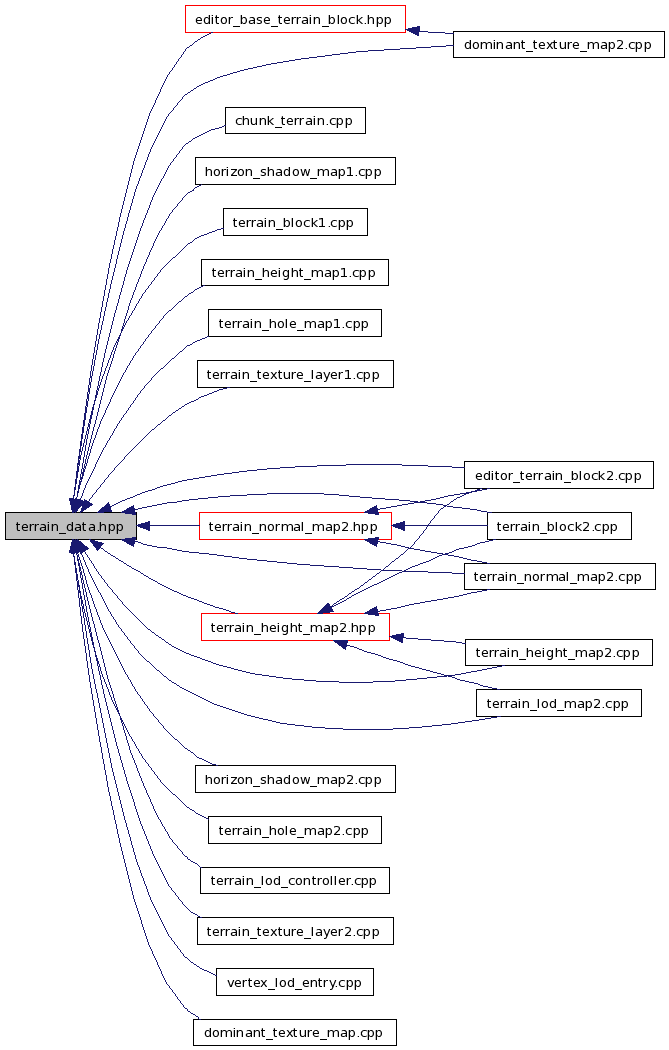 editor_base_terrain_block.hpp
dominant_texture_map2.cpp
chunk_terrain.cpp
horizon_shadow_map1.cpp
terrain_block1.cpp
terrain_height_map1.cpp
terrain_hole_map1.cpp
terrain_texture_layer1.cpp
editor_terrain_block2.cpp
terrain_data.hpp
terrain_normal_map2.hpp
terrain_block2.cpp
terrain_normal_map2.cpp
terrain_height_map2.hpp
terrain_height_map2.cpp
terrain_lod_map2.cpp
horizon_shadow_map2.cpp
terrain_hole_map2.cpp
terrain_lod_controller.cpp
terrain_texture_layer2.cpp
vertex_lod_entry.cpp
dominant_texture_map.cpp